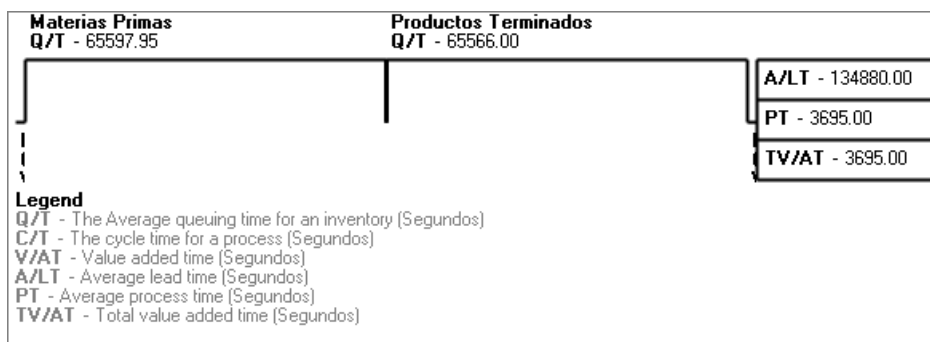 Materias Primas
Q/T - 65597.95
Productos Terminados
Q/T - 65566.00
A/LT - 134880.00
PT - 3695.00
TV/AT - 3695.00
Legend
Q/T - The Average queuing time for an inventory (Segundos)
C/T - The cycle time for a process (Segundos)
V/AT - Value added time (Segundos)
A/LT - Average lead time (Segundos)
PT - Average process time (Segundos)
TV/AT - Total value added time (Segundos)